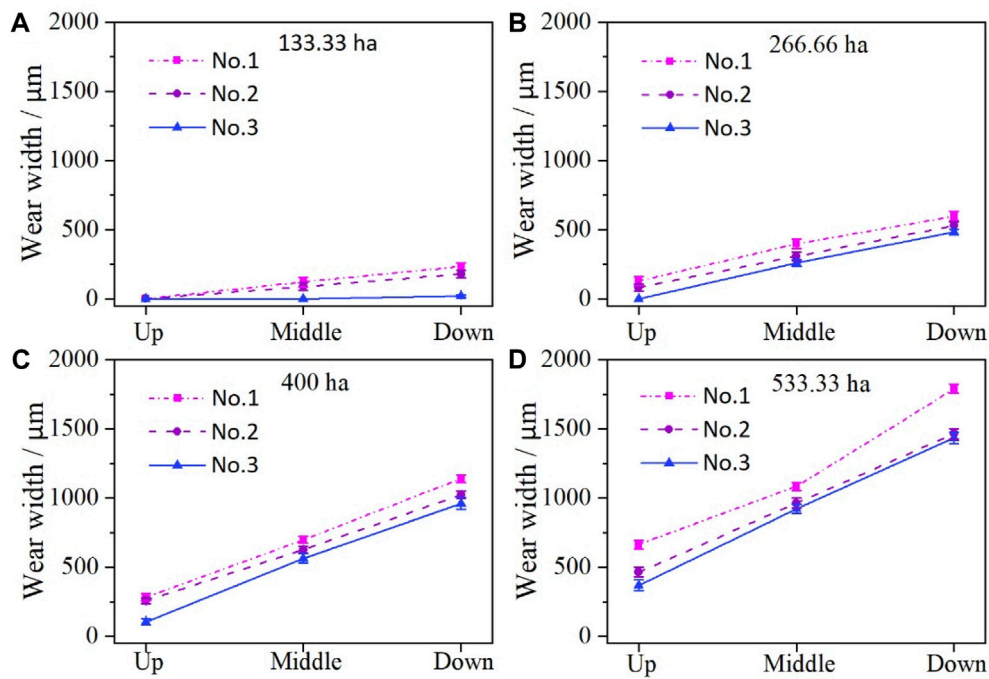 A
133.33 ha
No.1
No.2
No.3
Wear width / μm
2000
1500
1000
500
0
Up Middle Down
B
266.66 ha
No.1
No.2
No.3
Wear width / μm
2000
1500
1000
500
0
Up Middle Down
C
400 ha
No.1
No.2
No.3
Wear width / μm
2000
1500
1000
500
0
Up Middle Down
D
533.33 ha
No.1
No.2
No.3
Wear width / μm
2000
1500
1000
500
0
Up Middle Down